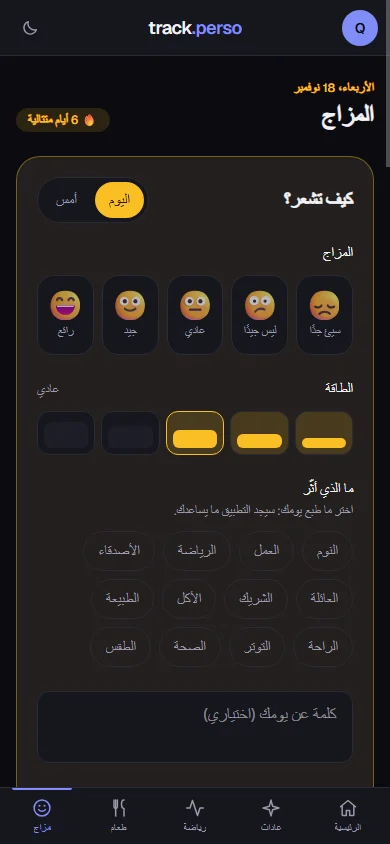 Q
track.perso
الأربعاء، 18 نوفمبر
المزاج
6 أيام متتالية
كيف تشعر؟
اليوم
أمس
المزاج
سيئ جدًا
ليس جيدًا
عادي
جيد
رائع
الطاقة
عادي
ما الذي أثّر
اختر ما طبع يومك: سيجد التطبيق ما يساعدك.
النوم
العمل
الرياضة
الأصدقاء
العائلة
الشريك
الأكل
الطبيعة
الراحة
التوتر
الصحة
الطقس
كلمة عن يومك (اختياري)
الرئيسية
عادات
رياضة
طعام
مزاج